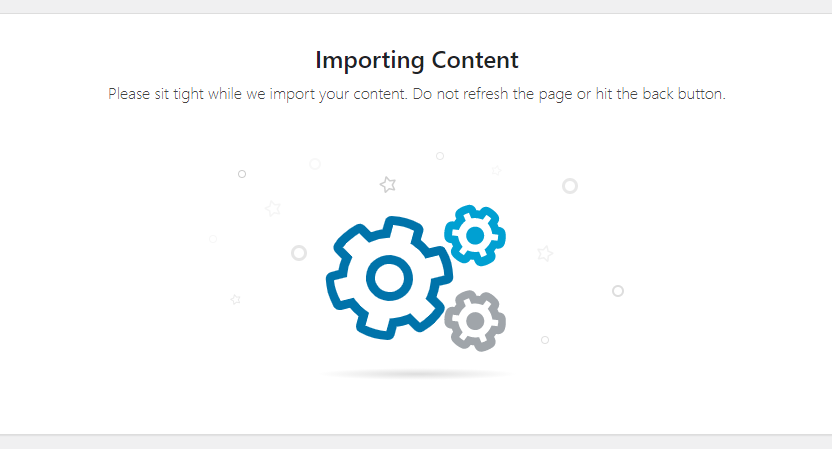 Importing Content
Please sit tight while we import your content. Do not refresh the page or hit the back button.